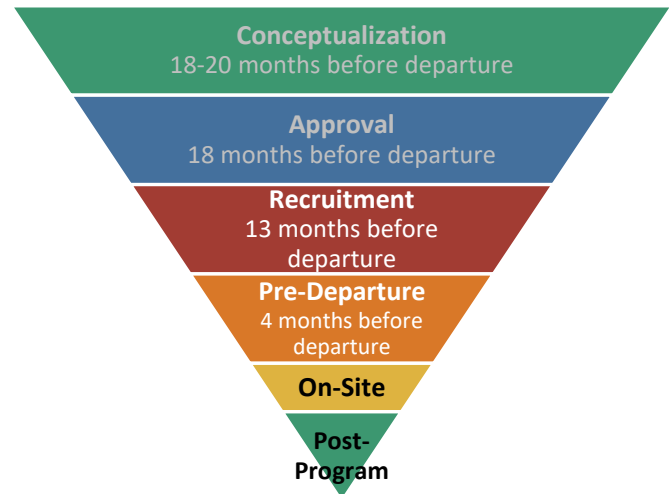 Conceptualization
18-20 months before departure
Approval
18 months before departure
Recruitment
13 months before
departure
Pre-Departure
4 months before
departure
On-Site
Post-
Program